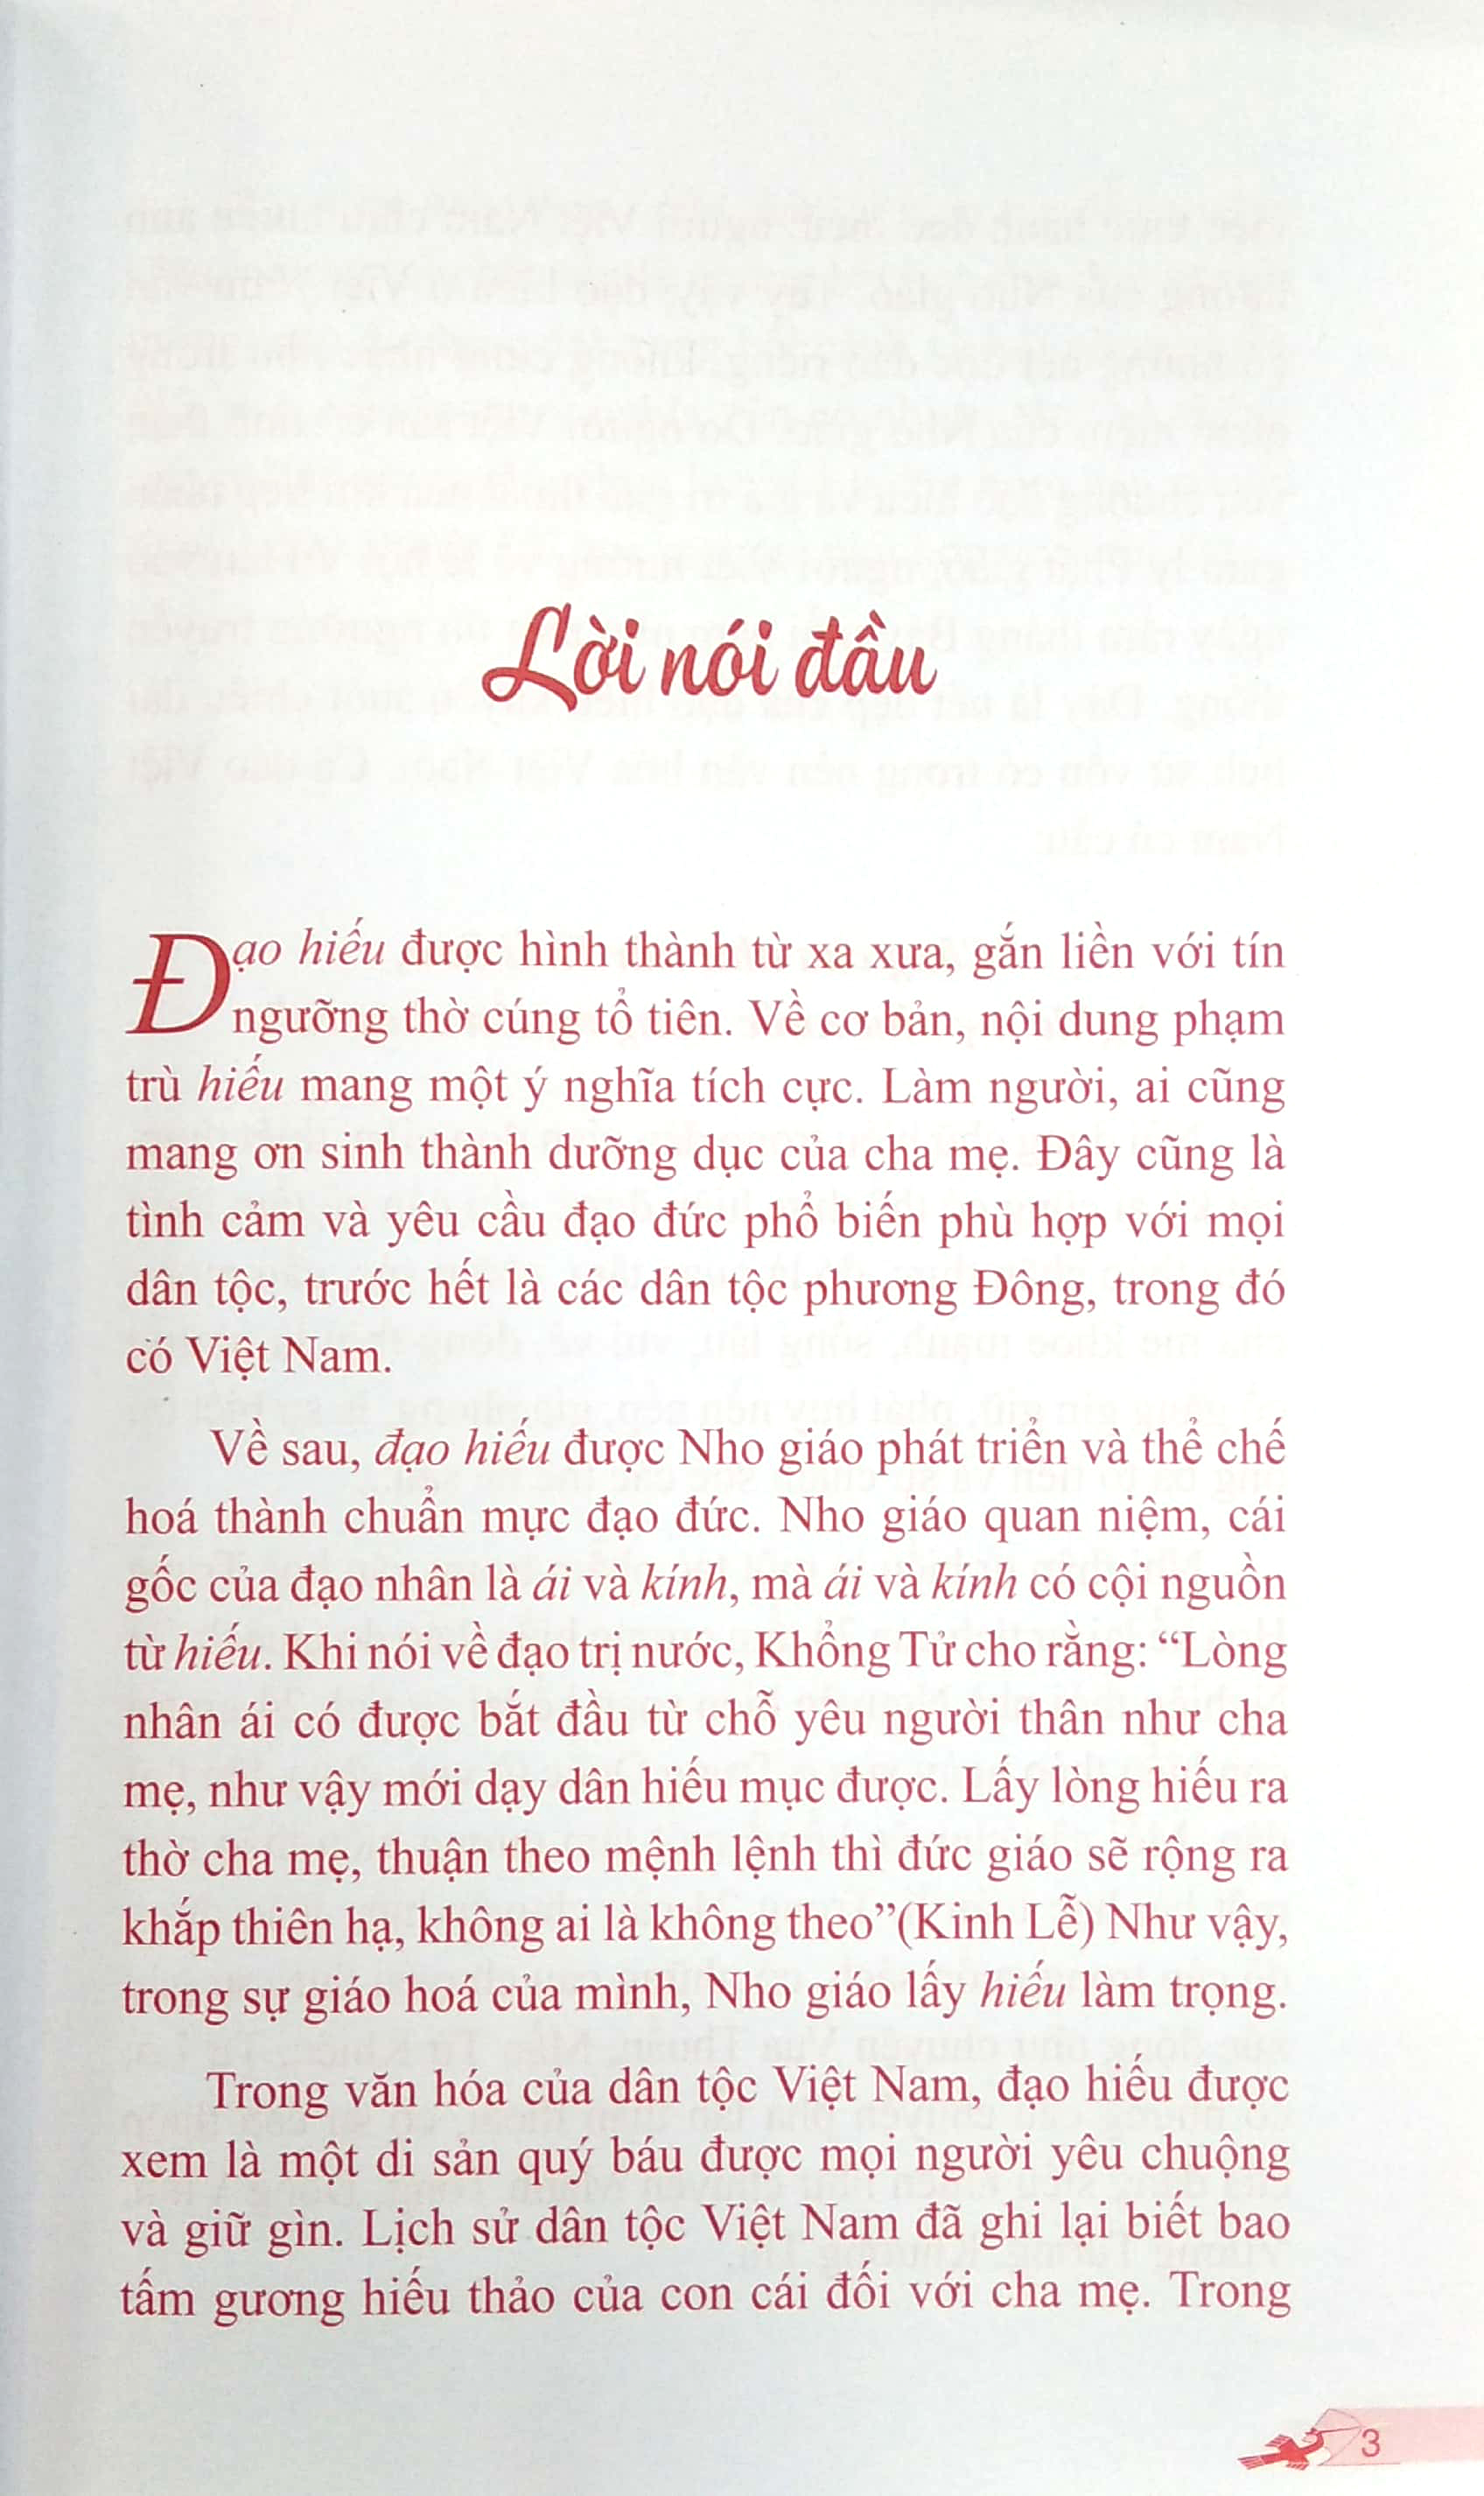 Lời nói đầu
Đạo hiếu được hình thành từ xa xưa, gắn liền với tín
ngưỡng thờ cúng tổ tiên. Về cơ bản, nội dung phạm
trù hiếu mang một ý nghĩa tích cực. Làm người, ai cũng
mang ơn sinh thành dưỡng dục của cha mẹ. Đây cũng là
tình cảm và yêu cầu đạo đức phổ biến phù hợp với mọi
dân tộc, trước hết là các dân tộc phương Đông, trong đó
có Việt Nam.
Về sau, đạo hiếu được Nho giáo phát triển và thể chế
hoá thành chuẩn mực đạo đức. Nho giáo quan niệm, cái
gốc của đạo nhân là ái và kính, mà ái và kính có cội nguồn
từ hiếu. Khi nói về đạo trị nước, Khổng Tử cho rằng: “Lòng
nhân ái có được bắt đầu từ chỗ yêu người thân như cha
mẹ, như vậy mới dạy dân hiếu mục được. Lấy lòng hiếu ra
thờ cha mẹ, thuận theo mệnh lệnh thì đức giáo sẽ rộng ra
khắp thiên hạ, không ai là không theo”(Kinh Lễ) Như vậy,
trong sự giáo hoá của mình, Nho giáo lấy hiếu làm trọng.
Trong văn hóa của dân tộc Việt Nam, đạo hiếu được
xem là một di sản quý báu được mọi người yêu chuộng
và giữ gìn. Lịch sử dân tộc Việt Nam đã ghi lại biết bao
tấm gương hiếu thảo của con cái đối với cha mẹ. Trong
3